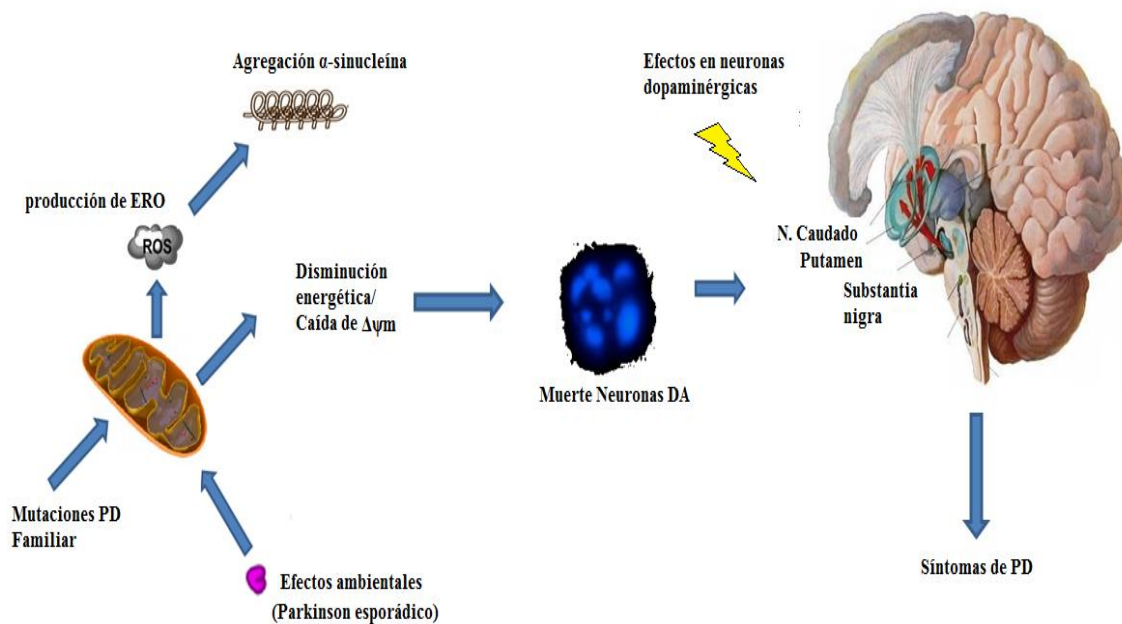 Agregación α-sinucleína
Efectos en neuronas
dopaminérgicas
producción de ERO
ROS
N. Caudado
Putamen
Substantia
nigra
Disminución
energética/
Caída de Δψm
Muerte Neuronas DA
Mutaciones PD
Familiar
Efectos ambientales
(Parkinson esporádico)
Síntomas de PD